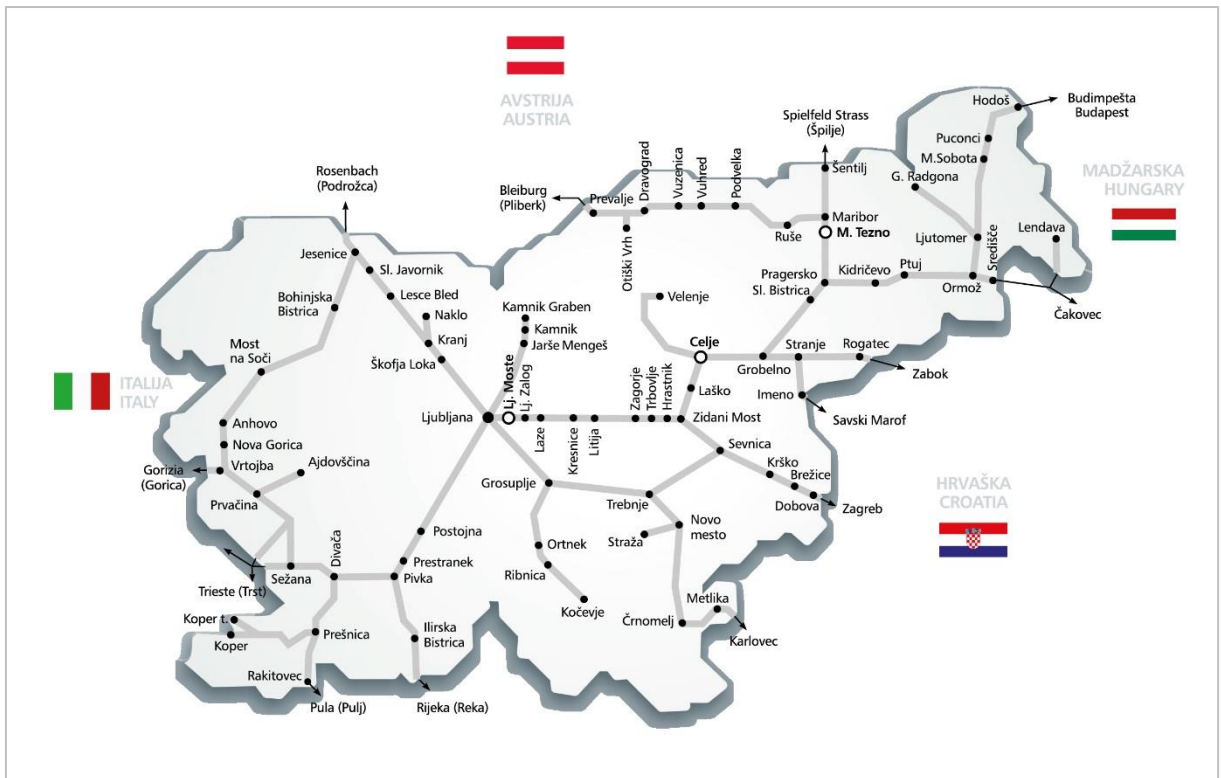 AVSTRIJA
AUSTRIA
Hodoš
Budimpešta
Budapest
Spielfeld Strass
(Špilje)
Puconci
M.Sobota
G. Radgona
MADŽARSKA
HUNGARY
Rosenbach
(Podrožca)
Bleiburg
(Pliberk)
Prevalje
Dravograd
Vuzenica
Vuhred
Podvelka
Šentilj
Maribor
M. Tezno
Ruše
Otiški Vrh
Ljutomer
Lendava
Središče
Jesenice
Sl. Javornik
Lesce Bled
Bohinjska
Bistrica
Naklo
Kranj
Škofja Loka
Kamnik Graben
Kamnik
Jarše Mengeš
Velenje
Pragersko
Sl. Bistrica
Kidričevo
Ptuj
Ormož
Čakovec
Most
na Soči
Celje
Grobelno
Stranje
Rogatec
Zabok
Imeno
Savski Marof
Laško
ITALIJA
ITALY
Ljubljana
Lj. Moste
Lj. Zalog
Laze
Kresnice
Litija
Zagorje
Trbovlje
Hrastnik
Zidani Most
Anhovo
Nova Gorica
Vrtojba
Gorizia
(Gorica)
Ajdovščina
Prvačina
Grosuplje
Trebnje
Sevnica
Krško
Brežice
Dobova
Zagreb
HRVAŠKA
CROATIA
Novo
mesto
Straža
Postojna
Prestranek
Pivka
Divača
Sežana
Trieste (Trst)
Ortnek
Ribnica
Kočevje
Metlika
Črnomelj
Karlovec
Koper t.
Koper
Prešnica
Ilirska
Bistrica
Rakitovec
Pula (Pulj)
Rijeka (Reka)